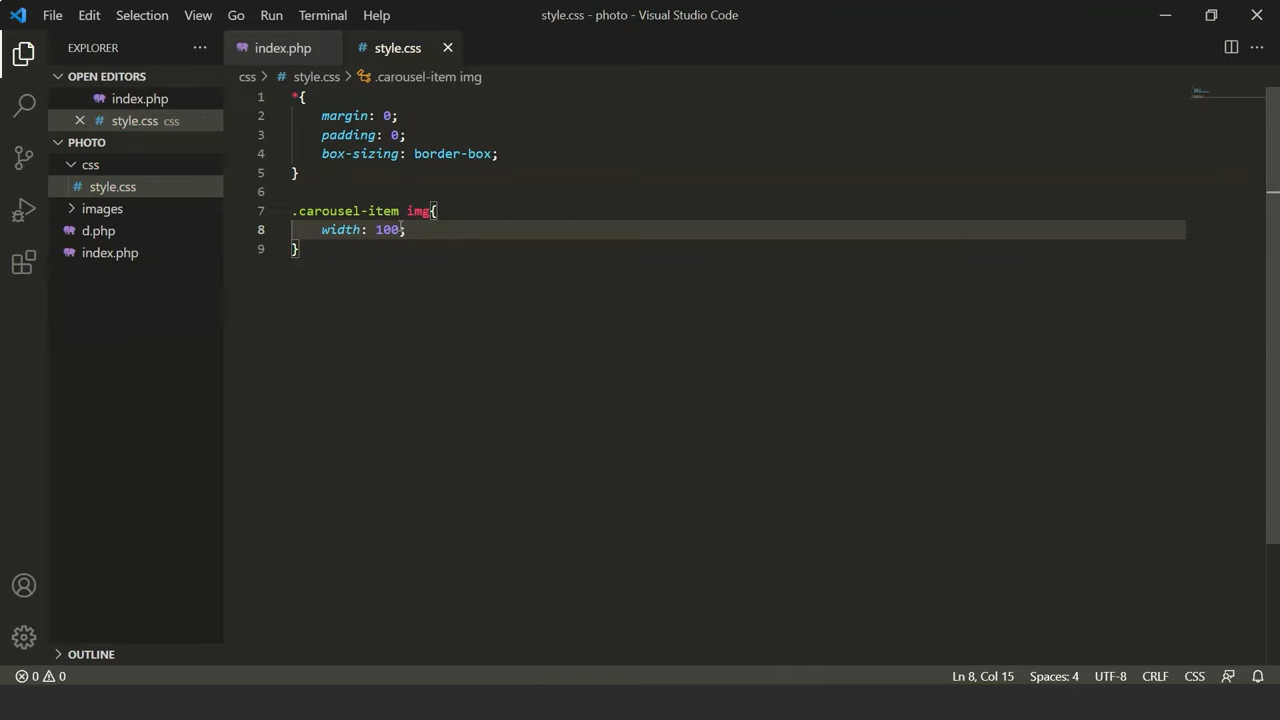 File Edit Selection View Go Run Terminal Help style.css - photo - Visual Studio Code
EXPLORER ···
OPEN EDITORS
index.php
style.css css
PHOTO
css
style.css
images
d.php
index.php
OUTLINE
index.php # style.css
css > # style.css > .carousel-item img
1 *{
2 margin: 0;
3 padding: 0;
4 box-sizing: border-box;
5 }
6
7 .carousel-item img{
8 width: 100;
9 }
0 0 Ln 8, Col 15 Spaces: 4 UTF-8 CRLF CSS